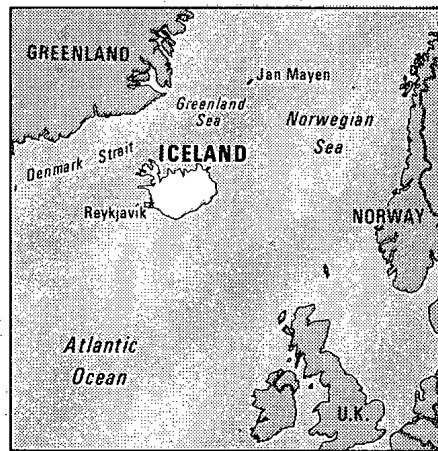 GREENLAND
Jan Mayen
Greenland
Sea
Norwegian
Sea
Denmark Strait
ICELAND
Reykjavík
NORWAY
Atlantic
Ocean
U.K.